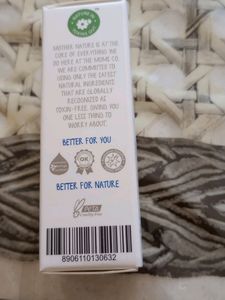 MOTHER NATURE IS AT THE
CORE OF EVERYTHING WE
DO HERE AT THE MOMS CO.
WE ARE COMMITTED TO
USING ONLY THE SAFEST
NATURAL INGREDIENTS
THAT ARE GLOBALLY
RECOGNIZED AS
TOXIN-FREE, GIVING YOU
ONE LESS THING TO
WORRY ABOUT.
BETTER FOR YOU
BETTER FOR NATURE
PETA
8906110130632